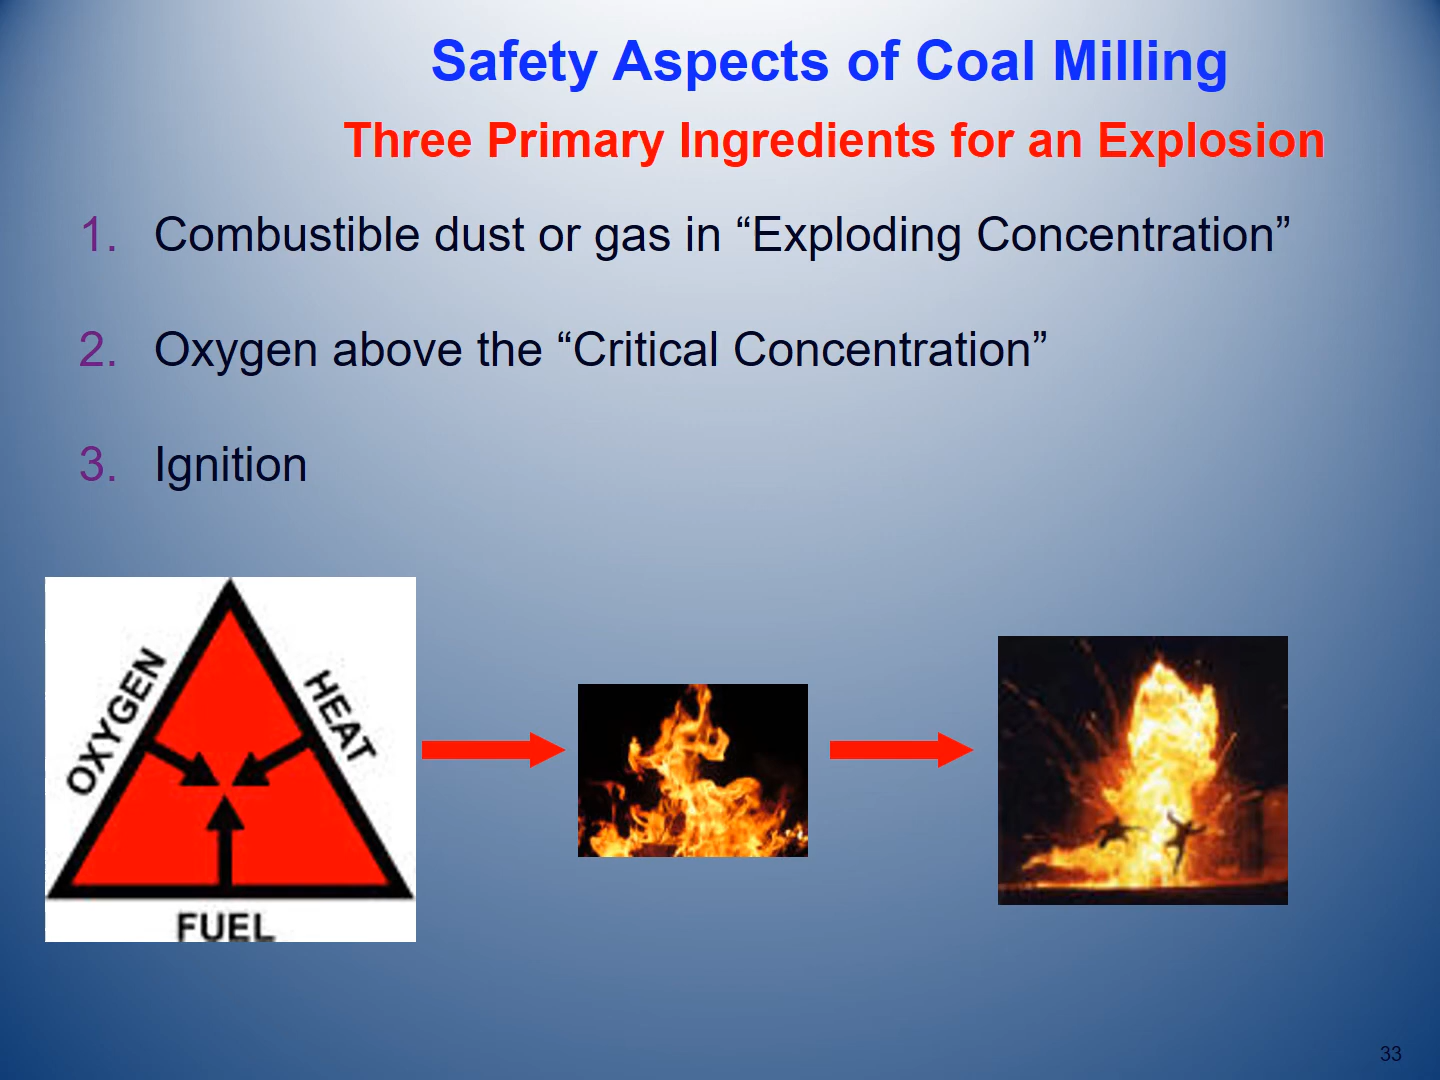 Safety Aspects of Coal Milling
Three Primary Ingredients for an Explosion
1. Combustible dust or gas in “Exploding Concentration”
2. Oxygen above the “Critical Concentration”
3. Ignition
OXYGEN
HEAT
FUEL
33